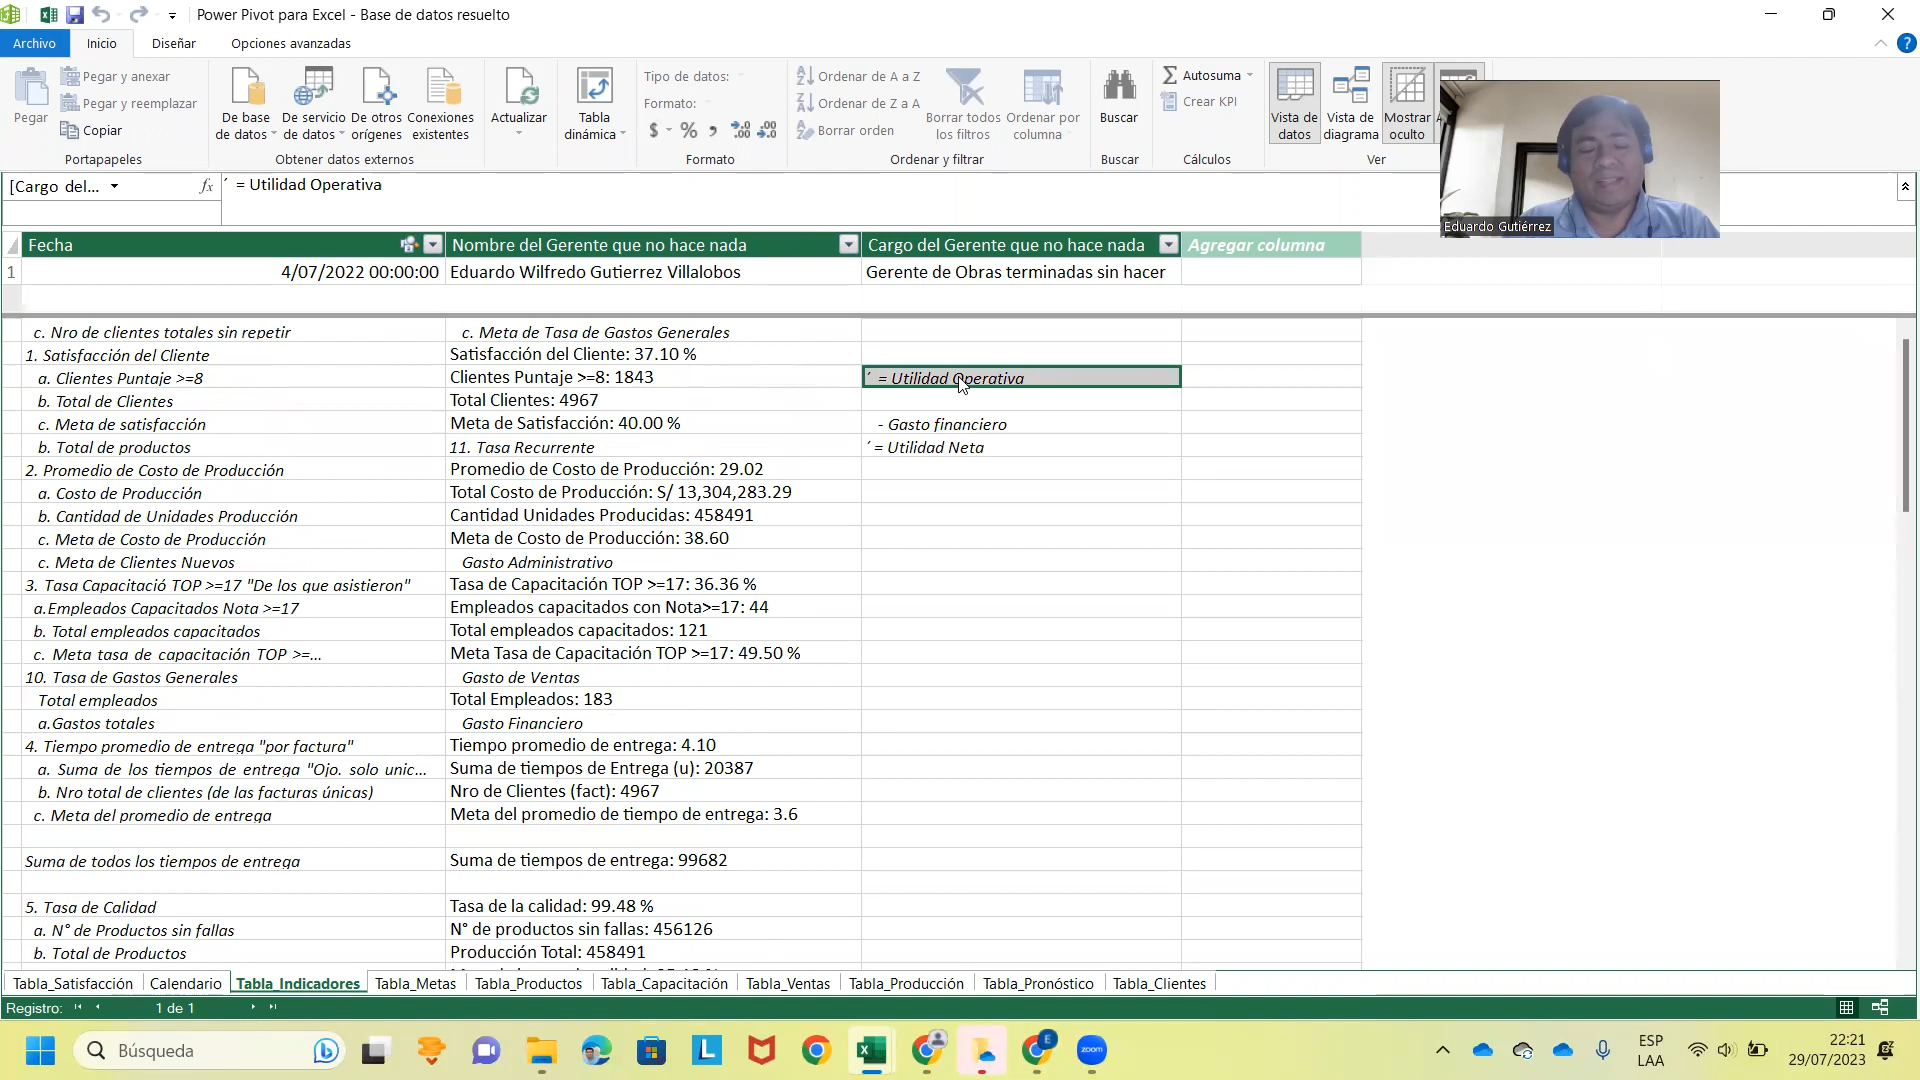 Power Pivot para Excel - Base de datos resuelto
Archivo Inicio Diseñar Opciones avanzadas
Pegar
Pegar y anexar
Pegar y reemplazar
Copiar
Portapapeles
De base de datos
De servicio de datos
De otros orígenes
Conexiones existentes
Obtener datos externos
Actualizar
Tabla dinámica
Tipo de datos:
Formato:
$ % ,
Formato
Ordenar de A a Z
Ordenar de Z a A
Borrar orden
Borrar todos los filtros
Ordenar por columna
Ordenar y filtrar
Buscar
Buscar
Autosuma
Crear KPI
Cálculos
Vista de datos
Vista de diagrama
Mostrar oculto
Ver
Eduardo Gutiérrez
[Cargo del... fx ´ = Utilidad Operativa
Fecha Nombre del Gerente que no hace nada Cargo del Gerente que no hace nada Agregar columna
1 4/07/2022 00:00:00 Eduardo Wilfredo Gutierrez Villalobos Gerente de Obras terminadas sin hacer
c. Nro de clientes totales sin repetir c. Meta de Tasa de Gastos Generales
1. Satisfacción del Cliente Satisfacción del Cliente: 37.10 %
a. Clientes Puntaje >=8 Clientes Puntaje >=8: 1843 ´ = Utilidad Operativa
b. Total de Clientes Total Clientes: 4967
c. Meta de satisfacción Meta de Satisfacción: 40.00 % - Gasto financiero
b. Total de productos 11. Tasa Recurrente ´ = Utilidad Neta
2. Promedio de Costo de Producción Promedio de Costo de Producción: 29.02
a. Costo de Producción Total Costo de Producción: S/ 13,304,283.29
b. Cantidad de Unidades Producción Cantidad Unidades Producidas: 458491
c. Meta de Costo de Producción Meta de Costo de Producción: 38.60
c. Meta de Clientes Nuevos Gasto Administrativo
3. Tasa Capacitació TOP >=17 "De los que asistieron" Tasa de Capacitación TOP >=17: 36.36 %
a.Empleados Capacitados Nota >=17 Empleados capacitados con Nota>=17: 44
b. Total empleados capacitados Total empleados capacitados: 121
c. Meta tasa de capacitación TOP >=... Meta Tasa de Capacitación TOP >=17: 49.50 %
10. Tasa de Gastos Generales Gasto de Ventas
Total empleados Total Empleados: 183
a.Gastos totales Gasto Financiero
4. Tiempo promedio de entrega "por factura" Tiempo promedio de entrega: 4.10
a. Suma de los tiempos de entrega "Ojo. solo unic... Suma de tiempos de Entrega (u): 20387
b. Nro total de clientes (de las facturas únicas) Nro de Clientes (fact): 4967
c. Meta del promedio de entrega Meta del promedio de tiempo de entrega: 3.6
Suma de todos los tiempos de entrega Suma de tiempos de entrega: 99682
5. Tasa de Calidad Tasa de la calidad: 99.48 %
a. N° de Productos sin fallas N° de productos sin fallas: 456126
b. Total de Productos Producción Total: 458491
Tabla_Satisfacción Calendario Tabla_Indicadores Tabla_Metas Tabla_Productos Tabla_Capacitación Tabla_Ventas Tabla_Producción Tabla_Pronóstico Tabla_Clientes
Registro: 1 de 1
Búsqueda
zoom
ESP
LAA
22:21
29/07/2023